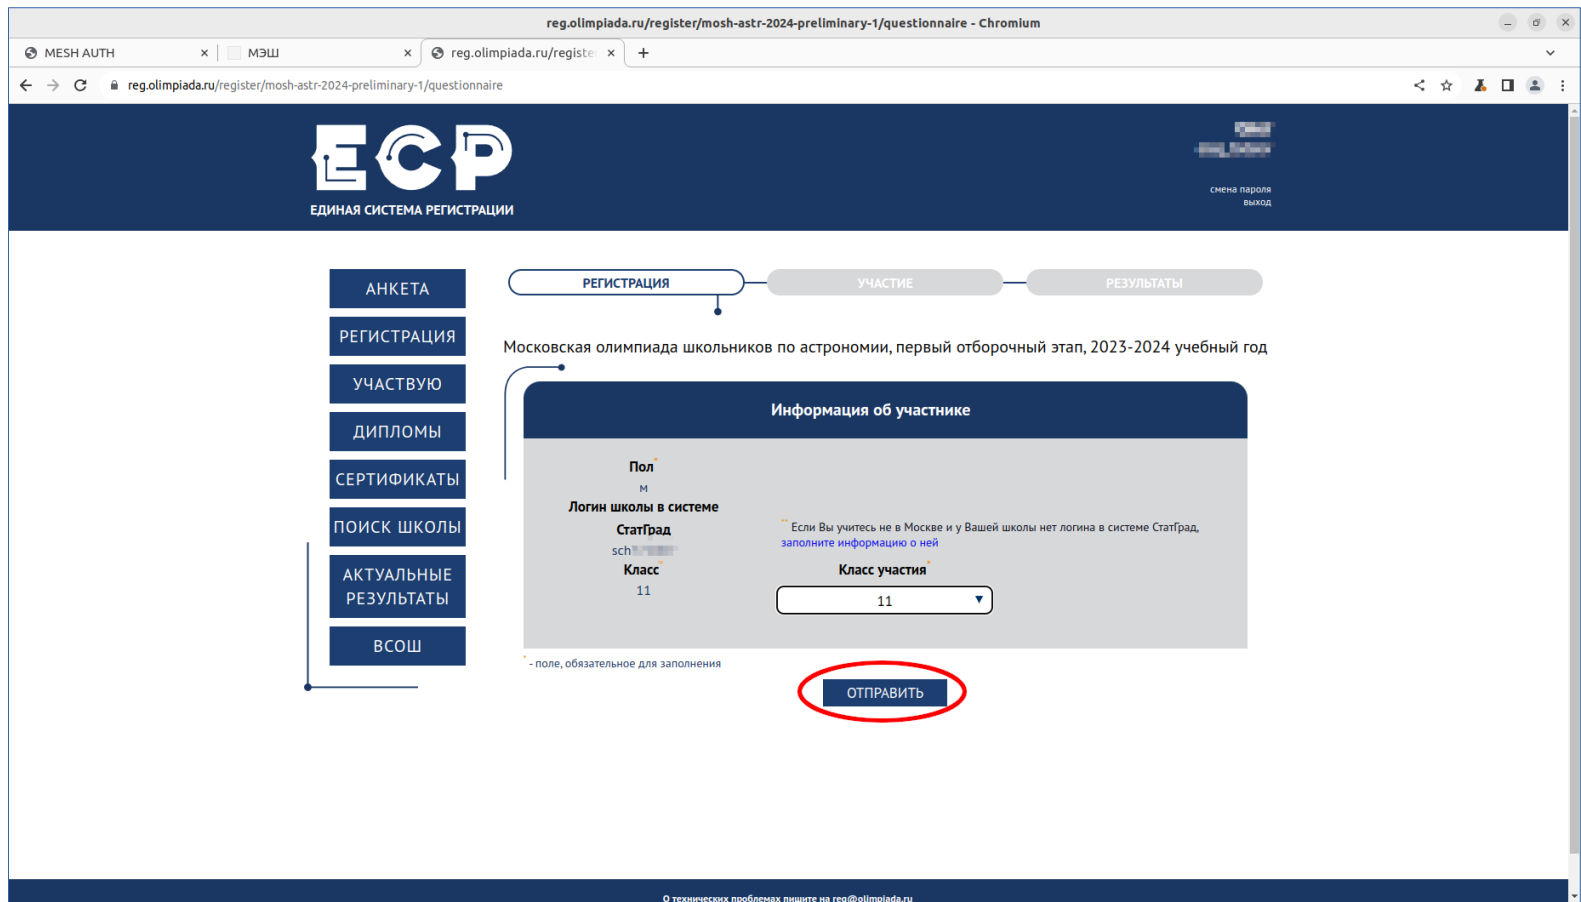 reg.olimpiada.ru/register/mosh-astr-2024-preliminary-1/questionnaire - Chromium
MESH AUTH
МЭШ
reg.olimpiada.ru/registe
reg.olimpiada.ru/register/mosh-astr-2024-preliminary-1/questionnaire
ЕСР
ЕДИНАЯ СИСТЕМА РЕГИСТРАЦИИ
смена пароля
выход
АНКЕТА
РЕГИСТРАЦИЯ
УЧАСТВУЮ
ДИПЛОМЫ
СЕРТИФИКАТЫ
ПОИСК ШКОЛЫ
АКТУАЛЬНЫЕ
РЕЗУЛЬТАТЫ
ВСОШ
РЕГИСТРАЦИЯ
УЧАСТИЕ
РЕЗУЛЬТАТЫ
Московская олимпиада школьников по астрономии, первый отборочный этап, 2023-2024 учебный год
Информация об участнике
Пол*
м
Логин школы в системе
СтатГрад
sch
** Если Вы учитесь не в Москве и у Вашей школы нет логина в системе СтатГрад,
заполните информацию о ней
Класс*
11
Класс участия*
11
* - поле, обязательное для заполнения
ОТПРАВИТЬ
О технических проблемах пишите на reg@olimpiada.ru